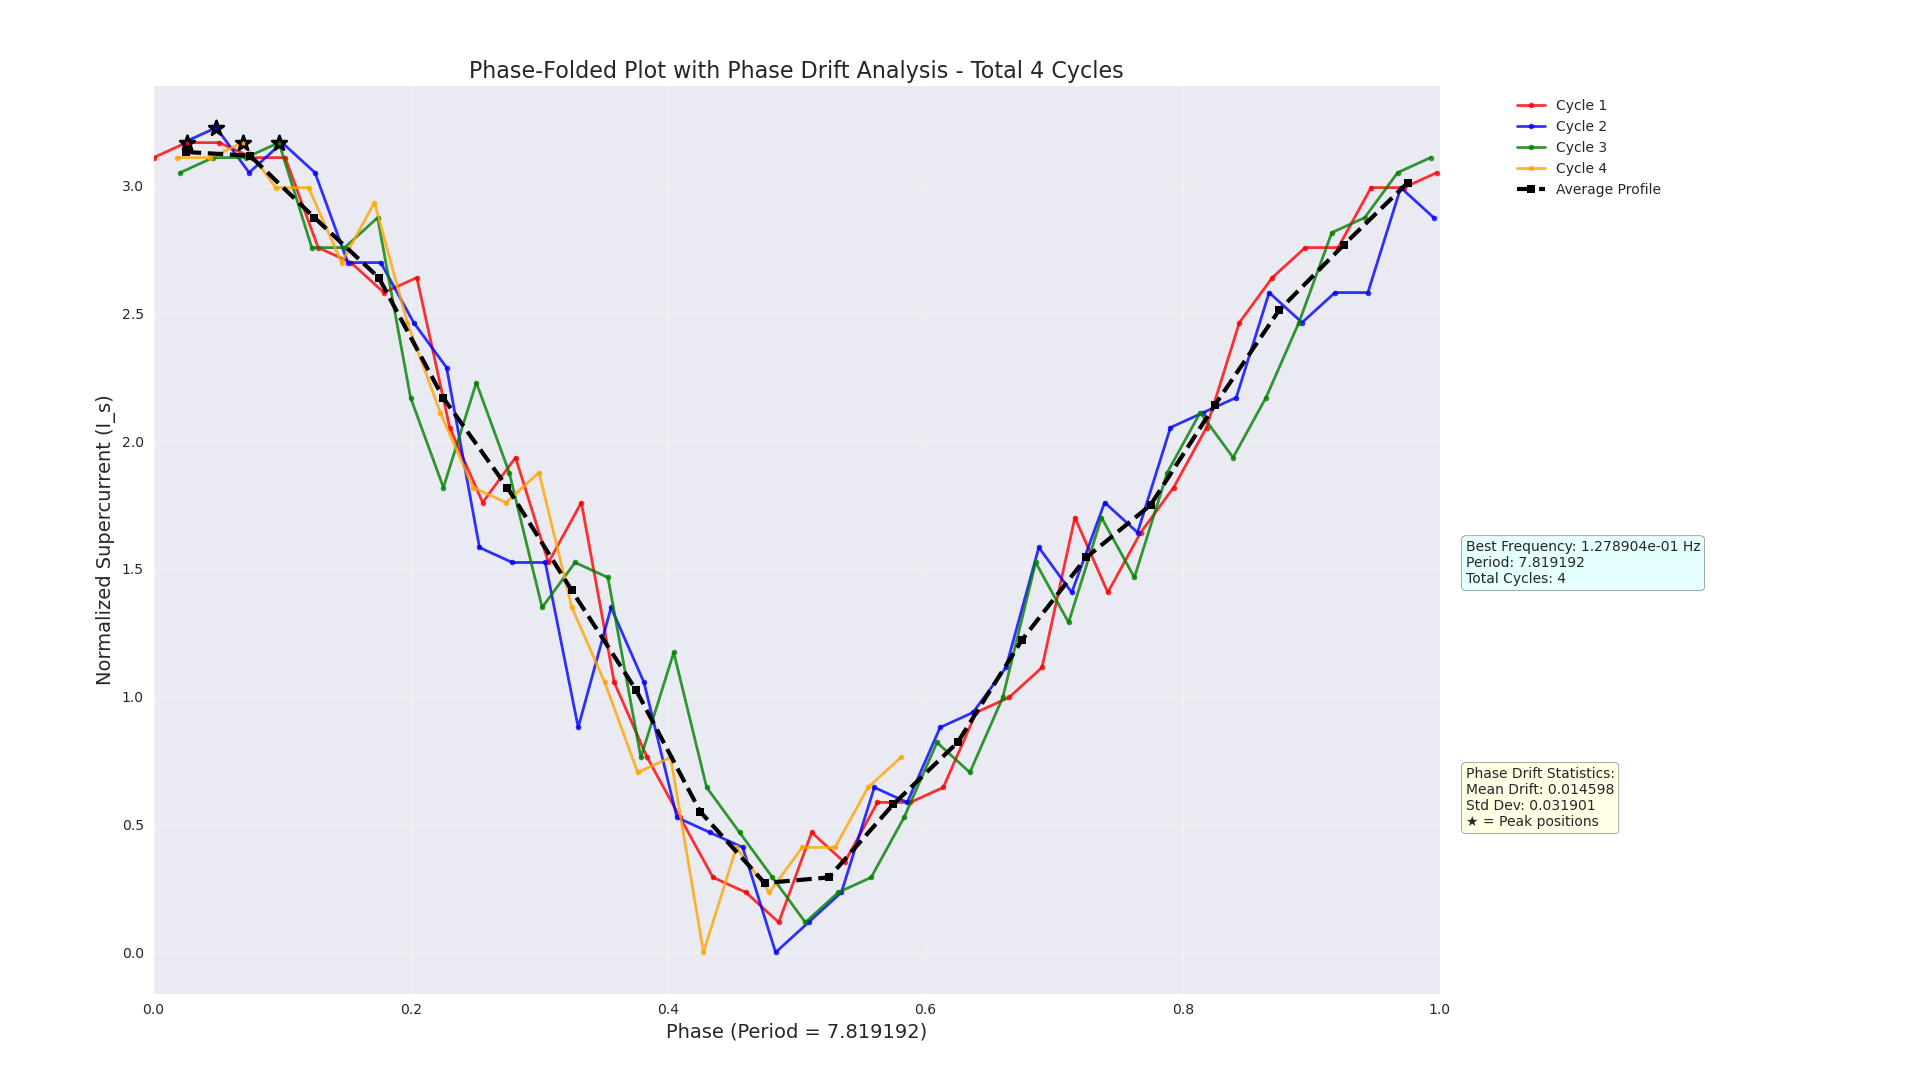 Phase-Folded Plot with Phase Drift Analysis - Total 4 Cycles
Normalized Supercurrent (I_s)
3.0
2.5
2.0
1.5
1.0
0.5
0.0
0.0 0.2 0.4 0.6 0.8 1.0
Phase (Period = 7.819192)
Cycle 1
Cycle 2
Cycle 3
Cycle 4
Average Profile
Best Frequency: 1.278904e-01 Hz
Period: 7.819192
Total Cycles: 4
Phase Drift Statistics:
Mean Drift: 0.014598
Std Dev: 0.031901
★ = Peak positions